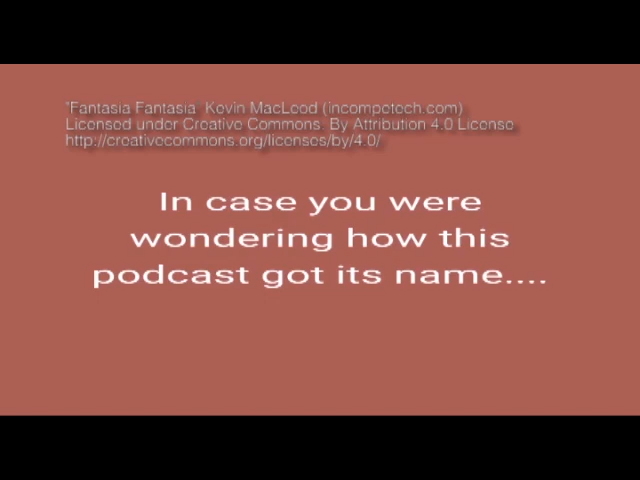 "Fantasia Fantasia" Kevin MacLeod (incompetech.com)
Licensed under Creative Commons: By Attribution 4.0 License
http://creativecommons.org/licenses/by/4.0/
In case you were
wondering how this
podcast got its name....